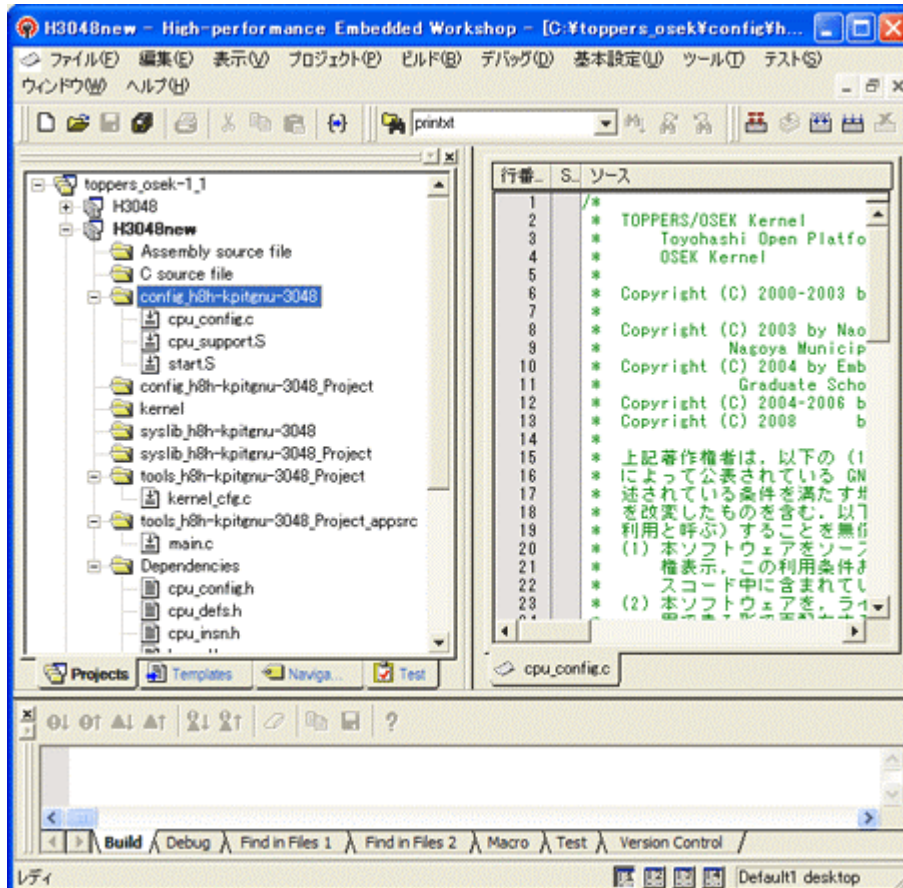 H3048new - High-performance Embedded Workshop - [C:¥toppers_osek¥config¥h...
ファイル(F) 編集(E) 表示(V) プロジェクト(P) ビルド(B) デバッグ(D) 基本設定(U) ツール(T) テスト(S)
ウィンドウ(W) ヘルプ(H)
printxt
toppers_osek-1_1
H3048
H3048new
Assembly source file
C source file
config_h8h-kpitgnu-3048
cpu_config.c
cpu_support.S
start.S
config_h8h-kpitgnu-3048_Project
kernel
syslib_h8h-kpitgnu-3048
syslib_h8h-kpitgnu-3048_Project
tools_h8h-kpitgnu-3048_Project
kernel_cfg.c
tools_h8h-kpitgnu-3048_Project_appsrc
main.c
Dependencies
cpu_config.h
cpu_defs.h
cpu_insn.h
Projects Templates Naviga... Test
行番... S... ソース
1 /*
2 * TOPPERS/OSEK Kernel
3 * Toyohashi Open Platfo
4 * OSEK Kernel
5 *
6 * Copyright (C) 2000-2003 b
7 *
8 * Copyright (C) 2003 by Nao
9 * Nagoya Municip
10 * Copyright (C) 2004 by Emb
11 * Graduate Scho
12 * Copyright (C) 2004-2006 b
13 * Copyright (C) 2008 b
14 *
15 * 上記著作権者は，以下の (1
16 * によって公表されている GN
17 * 述されている条件を満たす
18 * を改変したものを含む．以下
19 * 利用と呼ぶ）することを無
20 * (1) 本ソフトウェアをソー
21 * 権表示，この利用条件
22 * スコード中に含まれてい
23 * (2) 本ソフトウェアを，ライ
cpu_config.c
Build Debug Find in Files 1 Find in Files 2 Macro Test Version Control
レディ Default1 desktop